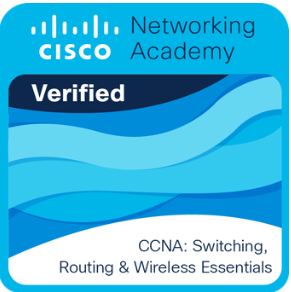 Networking
CISCO Academy
Verified
CCNA: Switching,
Routing & Wireless Essentials